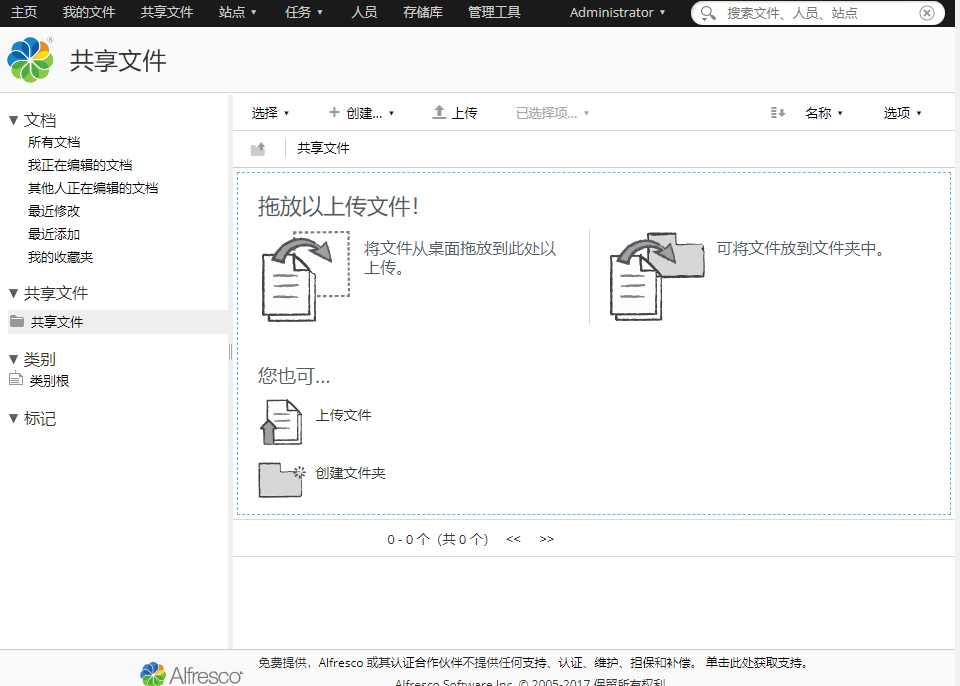 主页 我的文件 共享文件 站点 任务 人员 存储库 管理工具 Administrator 搜索文件、人员、站点
共享文件
文档
所有文档
我正在编辑的文档
其他人正在编辑的文档
最近修改
最近添加
我的收藏夹
共享文件
共享文件
类别
类别根
标记
选择 创建... 上传 已选择项... 名称 选项
共享文件
拖放以上传文件！
将文件从桌面拖放到此处以
上传。
可将文件放到文件夹中。
您也可...
上传文件
创建文件夹
0 - 0 个（共 0 个） << >>
Alfresco
免费提供，Alfresco 或其认证合作伙伴不提供任何支持、认证、维护、担保和补偿。 单击此处获取支持。
Alfresco Software Inc. © 2005-2017 保留所有权利